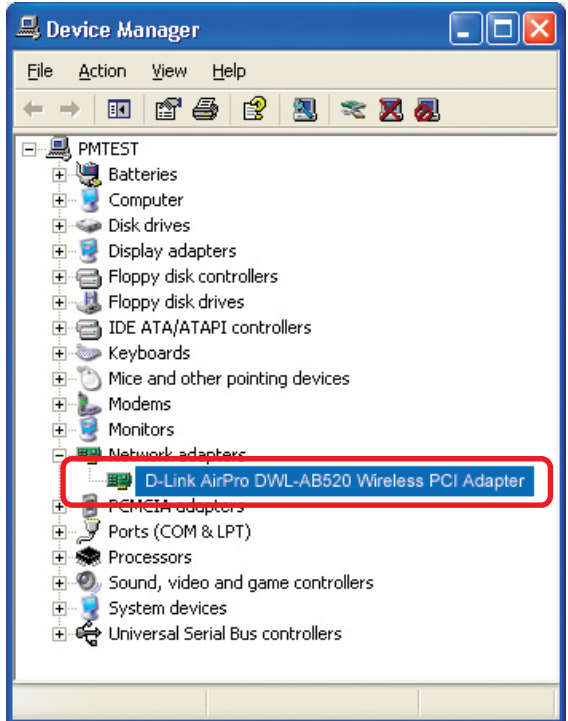 Device Manager
File Action View Help
PMTEST
Batteries
Computer
Disk drives
Display adapters
Floppy disk controllers
Floppy disk drives
IDE ATA/ATAPI controllers
Keyboards
Mice and other pointing devices
Modems
Monitors
Network adapters
D-Link AirPro DWL-AB520 Wireless PCI Adapter
PCMCIA adapters
Ports (COM & LPT)
Processors
Sound, video and game controllers
System devices
Universal Serial Bus controllers